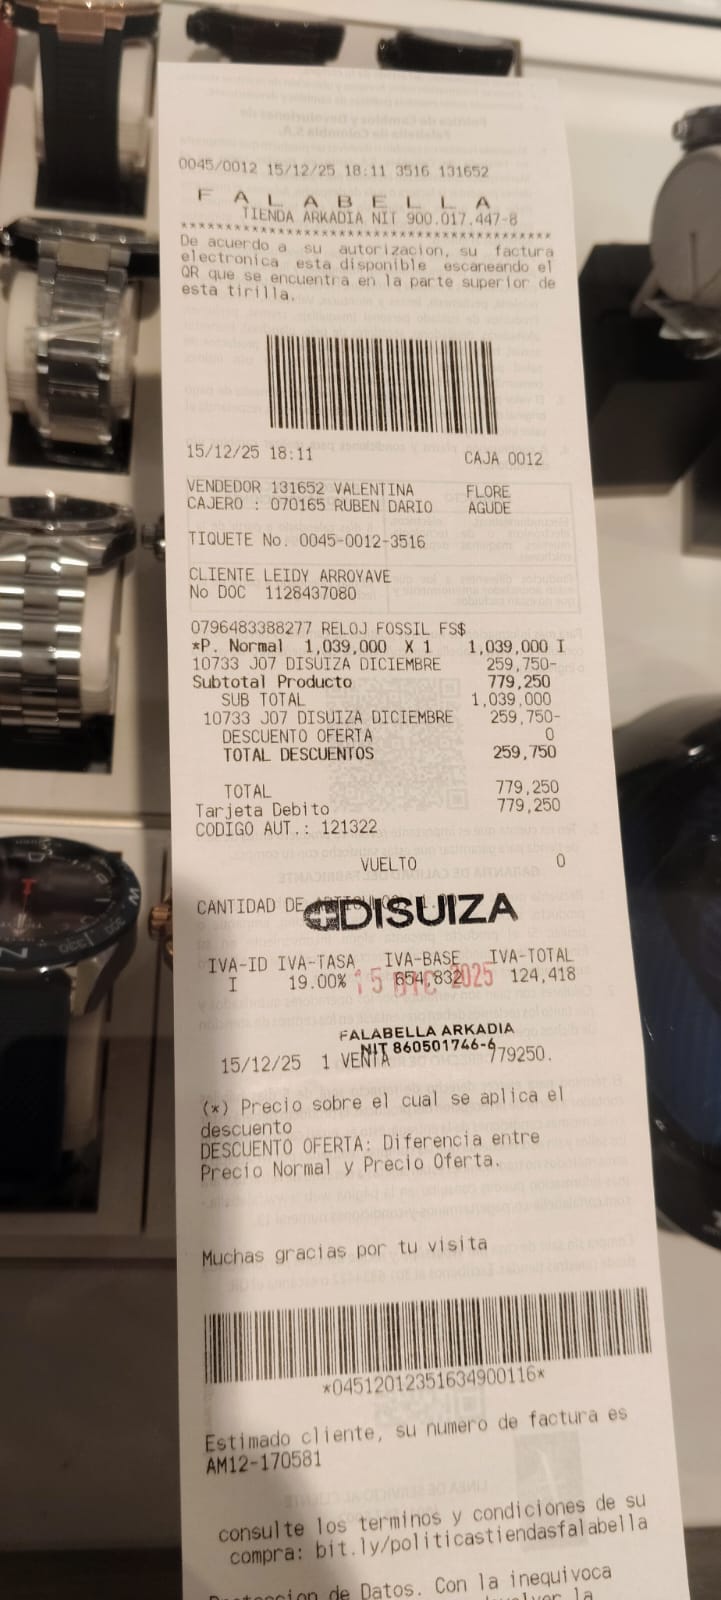 0045/0012 15/12/25 18:11 3516 131652
F A L A B E L L A
TIENDA ARKADIA NIT 900.017.447-8
****************************************
De acuerdo a su autorizacion, su factura
electronica esta disponible escaneando el
QR que se encuentra en la parte superior de
esta tirilla.
15/12/25 18:11 CAJA 0012
VENDEDOR 131652 VALENTINA FLORE
CAJERO : 070165 RUBEN DARIO AGUDE
TIQUETE No. 0045-0012-3516
CLIENTE LEIDY ARROYAVE
No DOC 1128437080
0796483388277 RELOJ FOSSIL FS$
*P. Normal 1,039,000 X 1 1,039,000 I
10733 J07 DISUIZA DICIEMBRE 259,750-
Subtotal Producto 779,250
SUB TOTAL 1,039,000
10733 J07 DISUIZA DICIEMBRE 259,750-
DESCUENTO OFERTA 0
TOTAL DESCUENTOS 259,750
TOTAL 779,250
Tarjeta Debito 779,250
CODIGO AUT.: 121322
VUELTO 0
CANTIDAD DE
DISUIZA
IVA-ID IVA-TASA IVA-BASE IVA-TOTAL
I 19.00% 654,832 124,418
15 DIC 2025
FALABELLA ARKADIA
NIT 860501746-6
15/12/25 1 VENTA 779250.
(*) Precio sobre el cual se aplica el
descuento
DESCUENTO OFERTA: Diferencia entre
Precio Normal y Precio Oferta.
Muchas gracias por tu visita
*04512012351634900116*
Estimado cliente, su numero de factura es
AM12-170581
consulte los terminos y condiciones de su
compra: bit.ly/politicastiendasfalabella
de Datos. Con la inequivoca
la